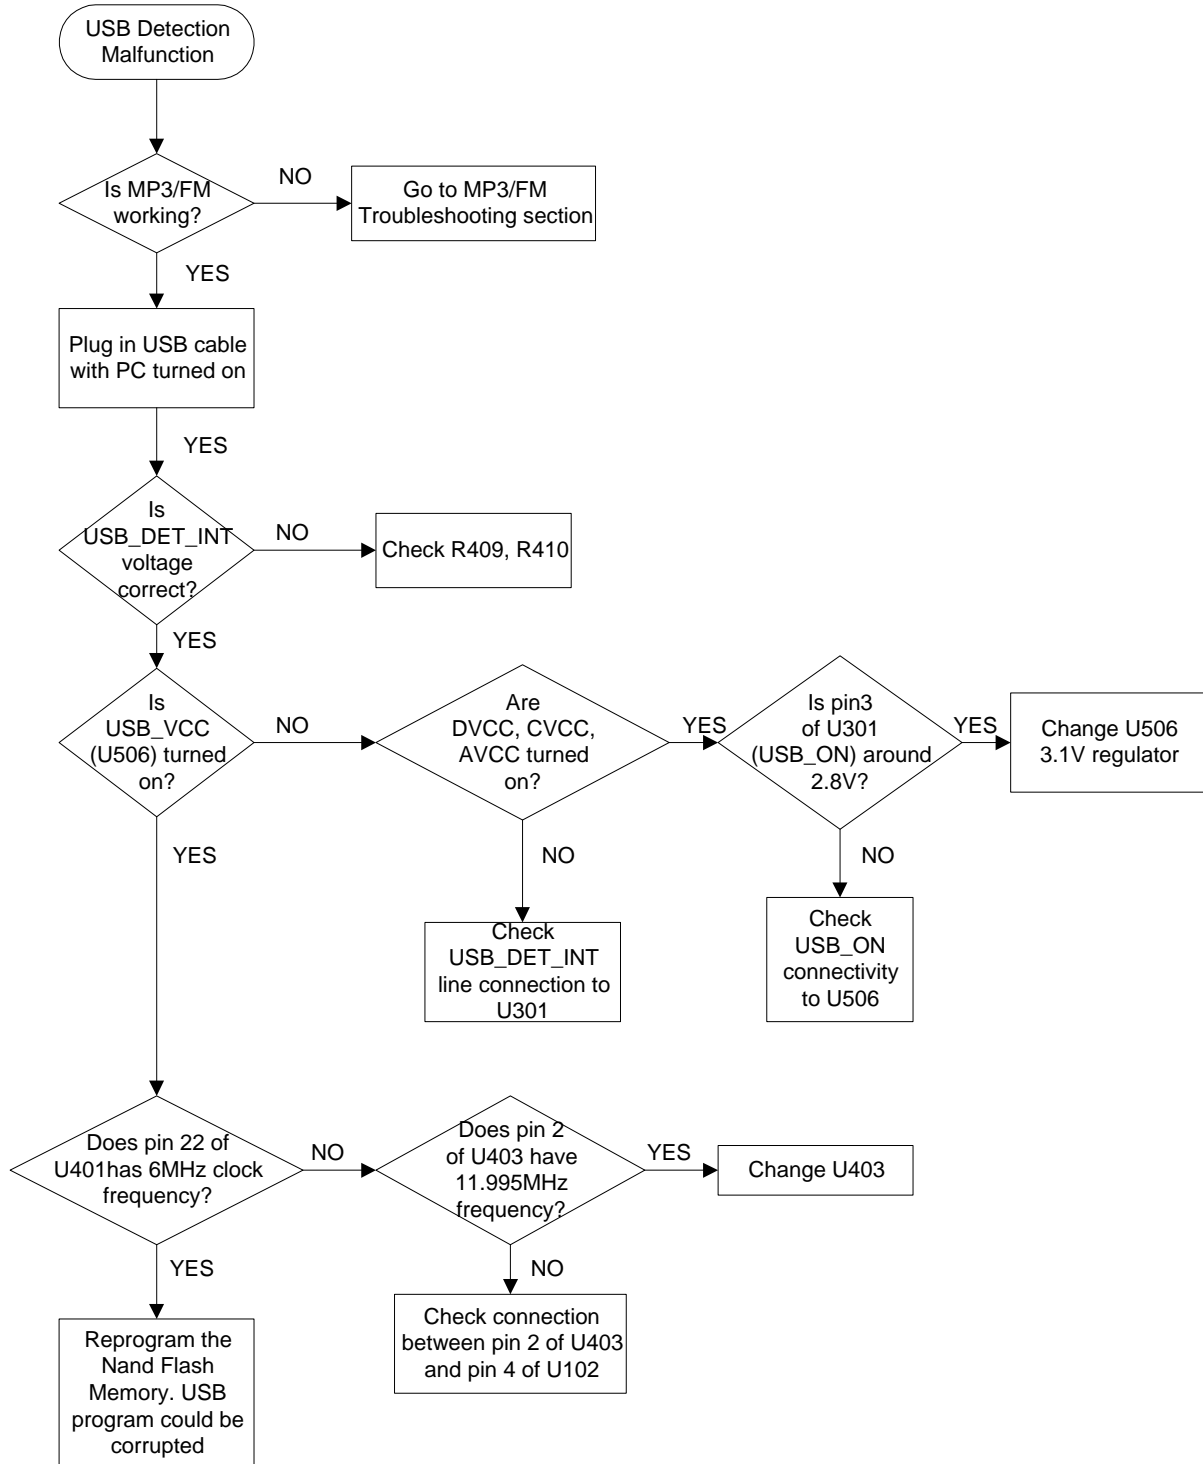 USB Detection
Malfunction
Is MP3/FM
working?
NO
Go to MP3/FM
Troubleshooting section
YES
Plug in USB cable
with PC turned on
YES
Is
USB_DET_INT
voltage
correct?
NO
Check R409, R410
YES
Is
USB_VCC
(U506) turned
on?
NO
Are
DVCC, CVCC,
AVCC turned
on?
YES
Is pin3
of U301
(USB_ON) around
2.8V?
YES
Change U506
3.1V regulator
YES
NO
Check
USB_DET_INT
line connection to
U301
NO
Check
USB_ON
connectivity
to U506
Does pin 22 of
U401has 6MHz clock
frequency?
NO
Does pin 2
of U403 have
11.995MHz
frequency?
YES
Change U403
YES
Reprogram the
Nand Flash
Memory. USB
program could be
corrupted
NO
Check connection
between pin 2 of U403
and pin 4 of U102